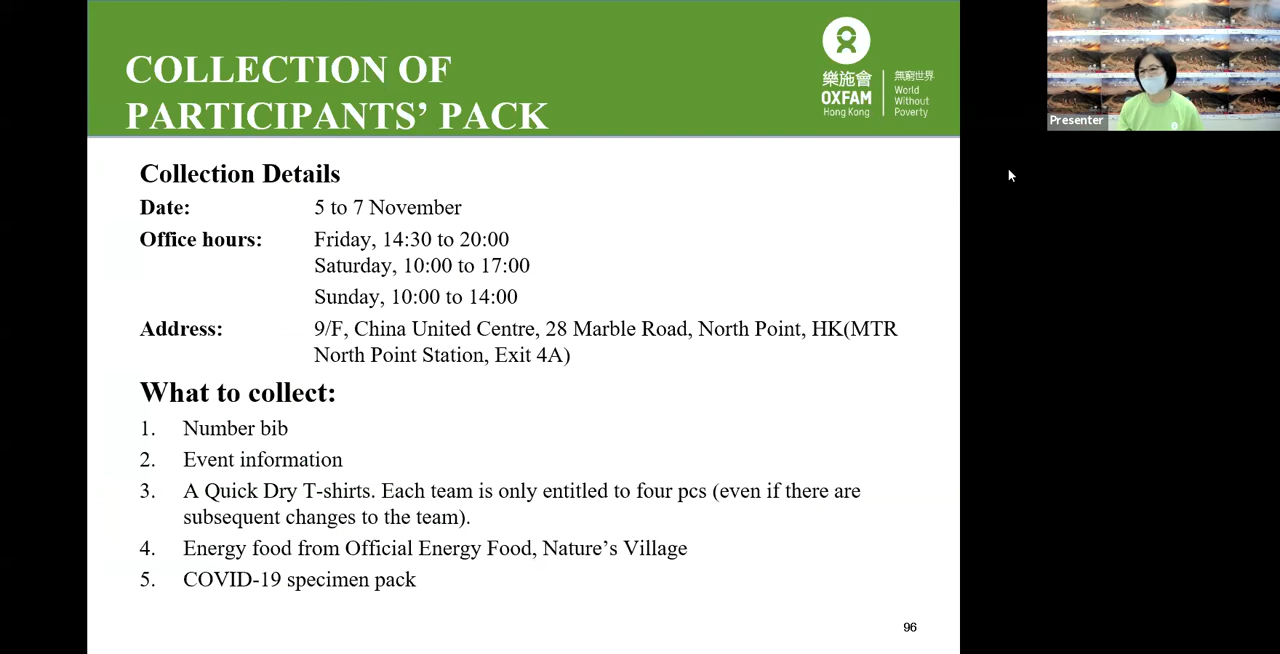 COLLECTION OF
PARTICIPANTS’ PACK
樂施會
OXFAM
Hong Kong
無窮世界
World
Without
Poverty
Presenter
Collection Details
Date: 5 to 7 November
Office hours: Friday, 14:30 to 20:00
Saturday, 10:00 to 17:00
Sunday, 10:00 to 14:00
Address: 9/F, China United Centre, 28 Marble Road, North Point, HK(MTR
North Point Station, Exit 4A)
What to collect:
1. Number bib
2. Event information
3. A Quick Dry T-shirts. Each team is only entitled to four pcs (even if there are
subsequent changes to the team).
4. Energy food from Official Energy Food, Nature’s Village
5. COVID-19 specimen pack
96